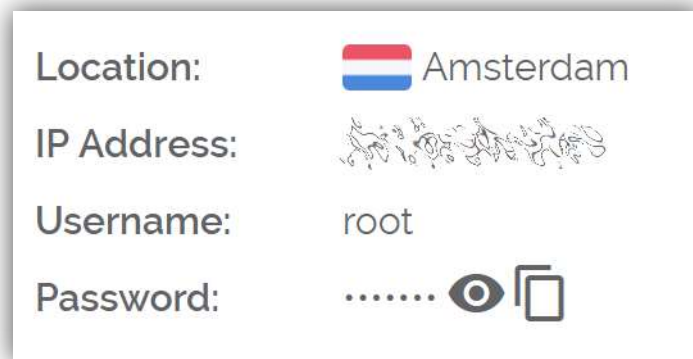 Location: Amsterdam
IP Address:
Username: root
Password: ·······